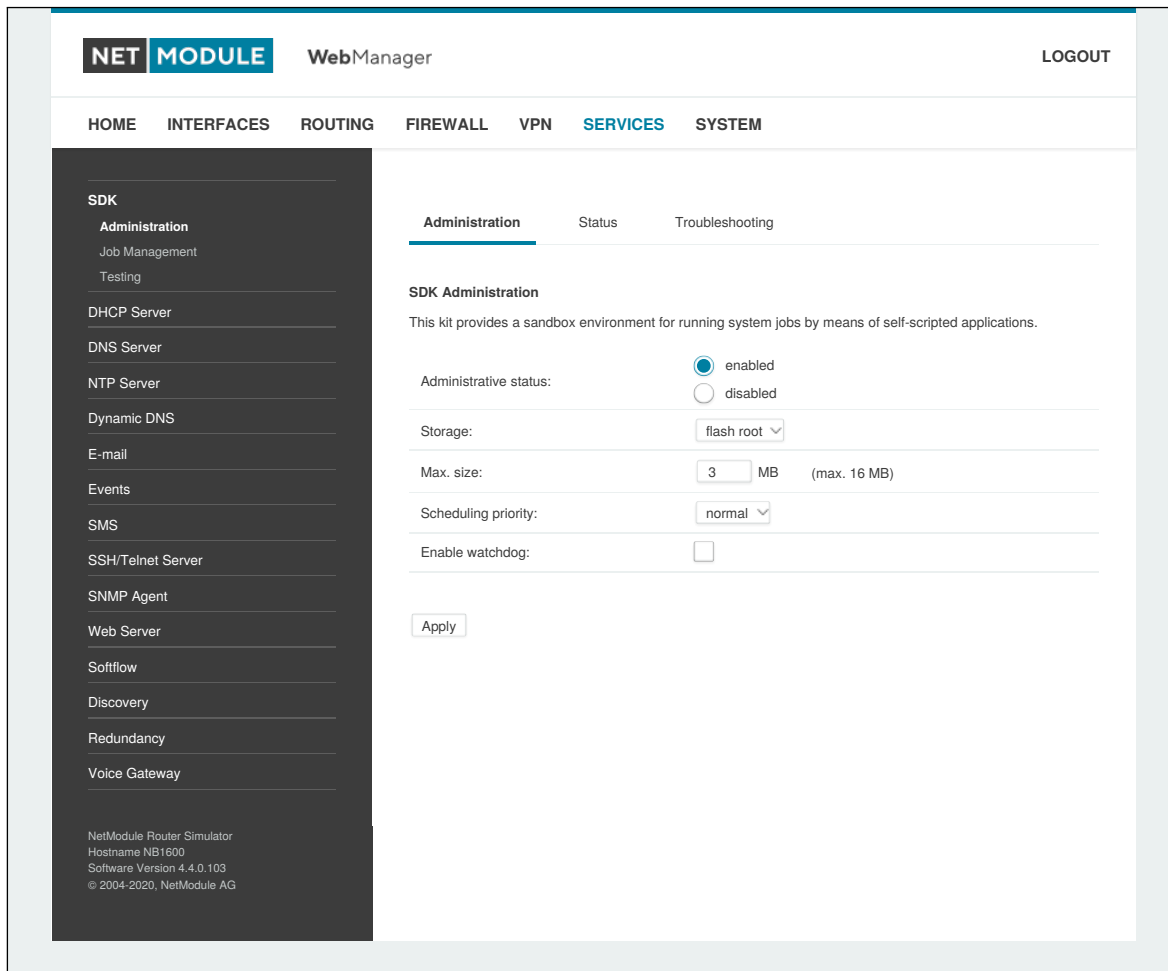 NET MODULE WebManager LOGOUT
HOME INTERFACES ROUTING FIREWALL VPN SERVICES SYSTEM
SDK
Administration
Job Management
Testing
DHCP Server
DNS Server
NTP Server
Dynamic DNS
E-mail
Events
SMS
SSH/Telnet Server
SNMP Agent
Web Server
Softflow
Discovery
Redundancy
Voice Gateway
NetModule Router Simulator
Hostname NB1600
Software Version 4.4.0.103
© 2004-2020, NetModule AG
Administration Status Troubleshooting
SDK Administration
This kit provides a sandbox environment for running system jobs by means of self-scripted applications.
Administrative status:
enabled
disabled
Storage: flash root
Max. size: 3 MB (max. 16 MB)
Scheduling priority: normal
Enable watchdog:
Apply